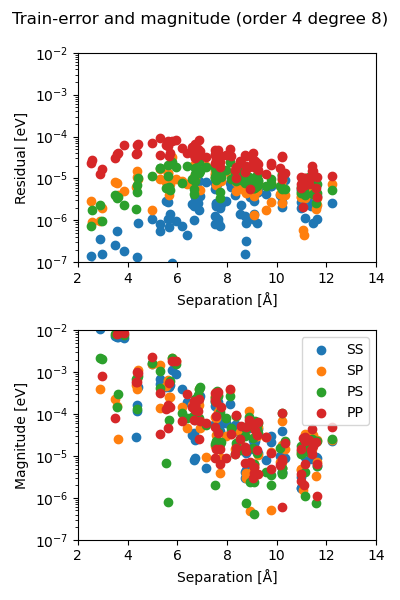 Train-error and magnitude (order 4 degree 8)
10⁻²
10⁻³
10⁻⁴
10⁻⁵
10⁻⁶
10⁻⁷
Residual [eV]
2 4 6 8 10 12 14
Separation [Å]
10⁻²
10⁻³
10⁻⁴
10⁻⁵
10⁻⁶
10⁻⁷
Magnitude [eV]
SS
SP
PS
PP
2 4 6 8 10 12 14
Separation [Å]